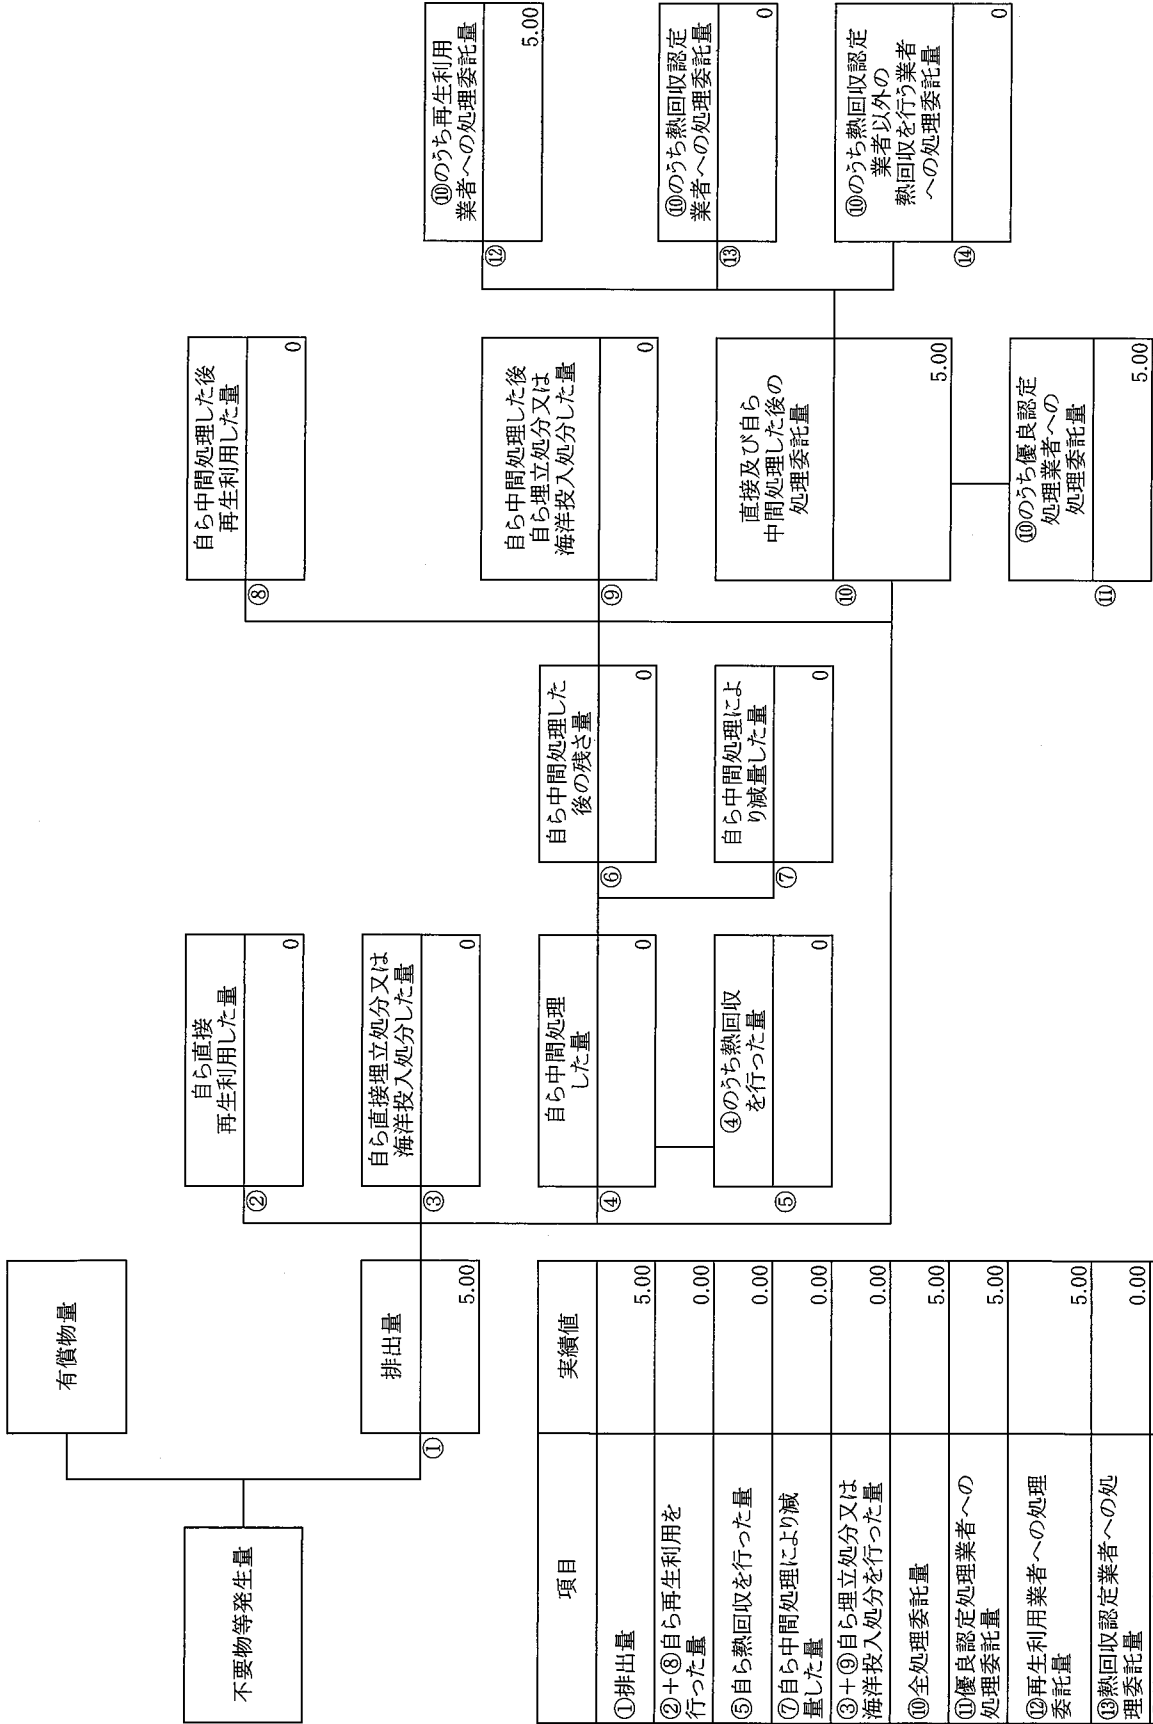 不要物等発生量
有償物量
排出量
①
5.00
自ら直接
再生利用した量
②
0
自ら直接埋立処分又は
海洋投入処分した量
③
0
自ら中間処理
した量
④
0
④のうち熱回収
を行った量
⑤
0
自ら中間処理した
後の残さ量
⑥
0
自ら中間処理によ
り減量した量
⑦
0
自ら中間処理した後
再生利用した量
⑧
0
自ら中間処理した後
自ら埋立処分又は
海洋投入処分した量
⑨
0
直接及び自ら
中間処理した後の
処理委託量
⑩
5.00
⑩のうち優良認定
処理業者への
処理委託量
⑪
5.00
⑩のうち再生利用
業者への処理委託量
⑫
5.00
⑩のうち熱回収認定
業者への処理委託量
⑬
0
⑩のうち熱回収認定
業者以外の
熱回収を行う業者
への処理委託量
⑭
0
項目 実績値
①排出量 5.00
②+⑧自ら再生利用を
行った量 0.00
⑤自ら熱回収を行った量 0.00
⑦自ら中間処理により減
量した量 0.00
③+⑨自ら埋立処分又は
海洋投入処分を行った量 0.00
⑩全処理委託量 5.00
⑪優良認定処理業者への
処理委託量 5.00
⑫再生利用業者への処理
委託量 5.00
⑬熱回収認定業者への処
理委託量 0.00